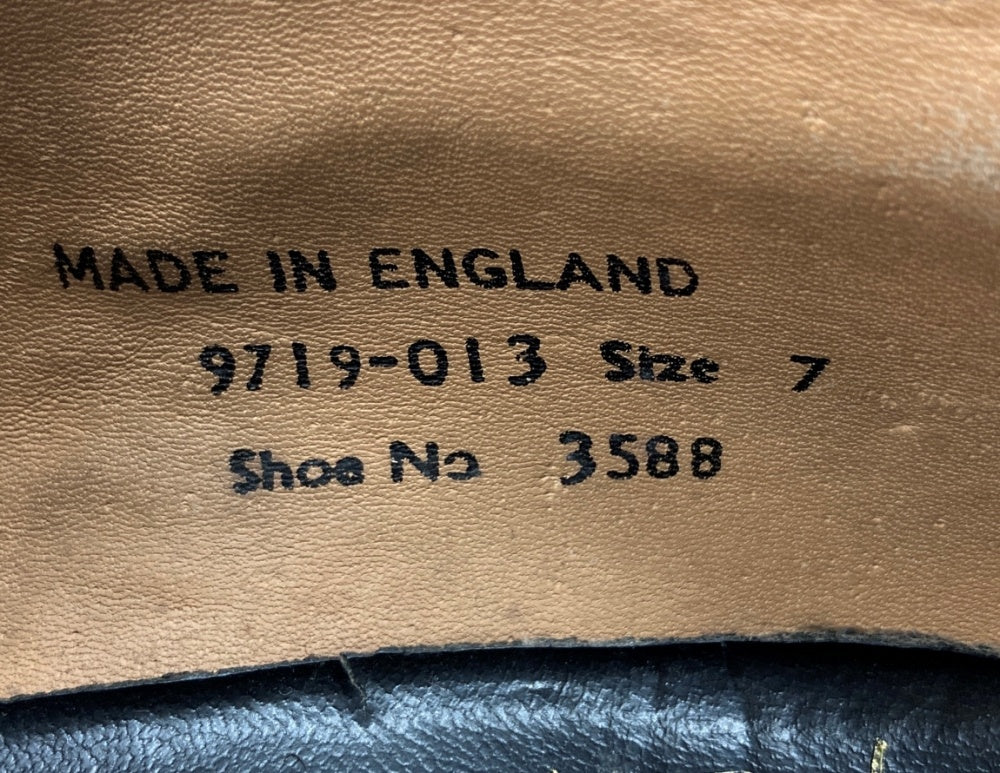 MADE IN ENGLAND
9719-013 Size 7
Shoe No 3588